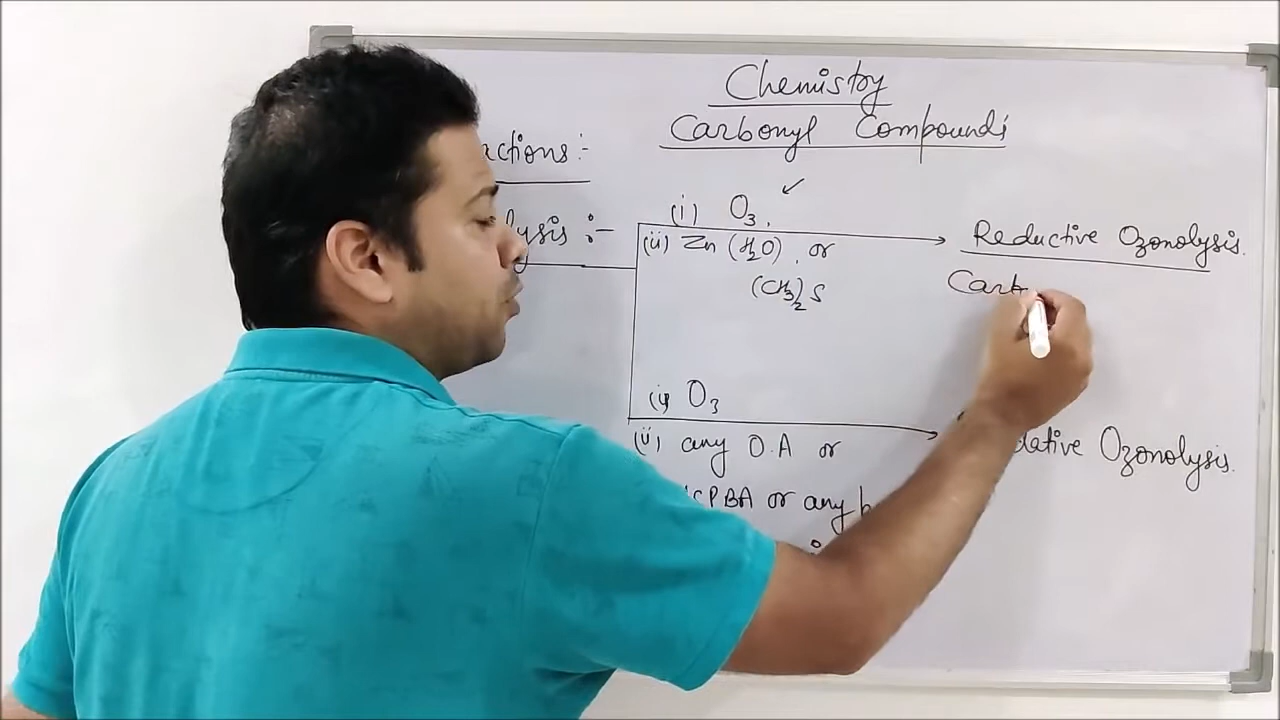 Chemistry
Carbonyl Compounds
actions :-
lysis :-
(i) O3,
(ii) Zn (H2O), or
(CH3)2S
Reductive Ozonolysis.
Carb
(i) O3
(ii) any O.A or
CPBA or any
dative Ozonolysis.